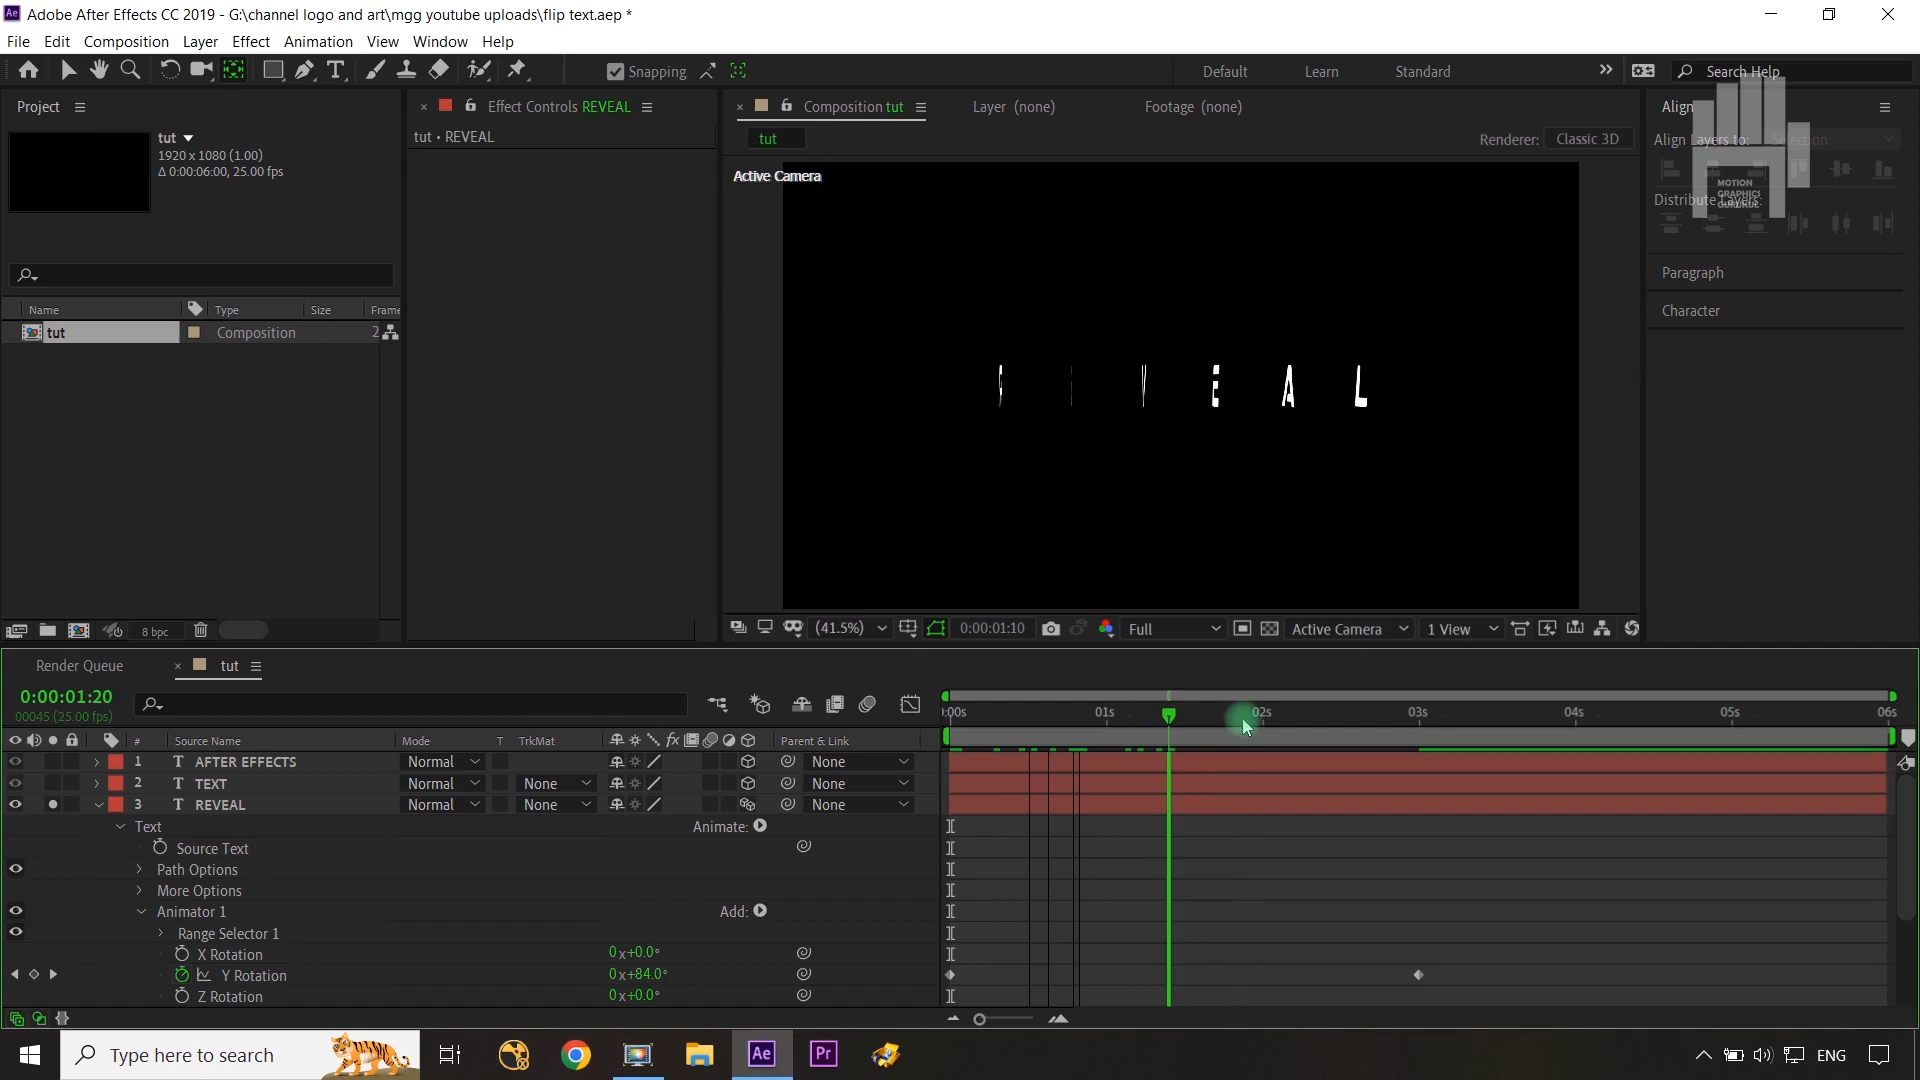 Adobe After Effects CC 2019 - G:\channel logo and art\mgg youtube uploads\flip text.aep *
File Edit Composition Layer Effect Animation View Window Help
Snapping Default Learn Standard Search Help
Project
Effect Controls REVEAL
Composition tut
Layer (none)
Footage (none)
Align
tut
1920 x 1080 (1.00)
Δ 0:00:06:00, 25.00 fps
tut • REVEAL
tut
Renderer: Classic 3D
Align Layers to: Selection
Active Camera
MOTION
GRAPHICS
Distribute Layers:
Paragraph
Character
Name Type Size Frame
tut Composition 2
V E A L
8 bpc
(41.5%) 0:00:01:10 Full Active Camera 1 View
Render Queue tut
0:00:01:20
00045 (25.00 fps)
:00s 01s 02s 03s 04s 05s 06s
# Source Name Mode T TrkMat fx Parent & Link
1 T AFTER EFFECTS Normal None
2 T TEXT Normal None None
3 T REVEAL Normal None None
Text Animate:
Source Text
Path Options
More Options
Animator 1 Add:
Range Selector 1
X Rotation 0x+0.0°
Y Rotation 0x+84.0°
Z Rotation 0x+0.0°
Type here to search Ae Pr ENG